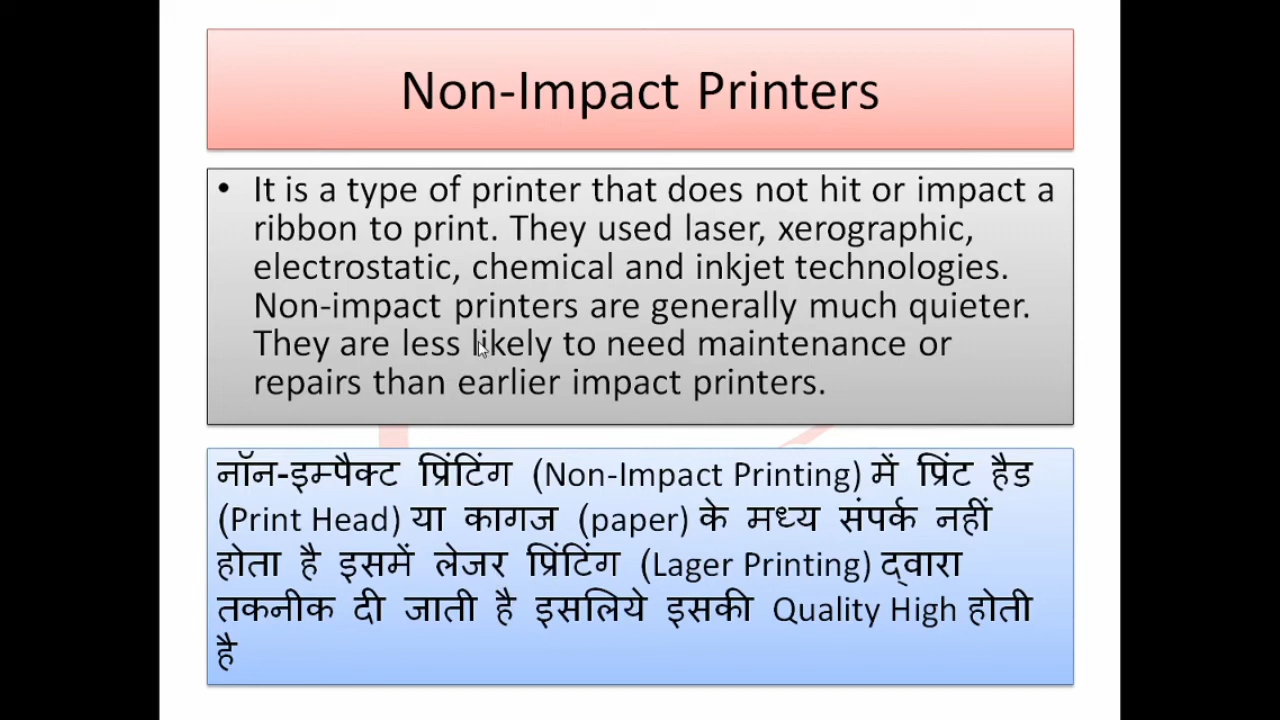 Non-Impact Printers
• It is a type of printer that does not hit or impact a
ribbon to print. They used laser, xerographic,
electrostatic, chemical and inkjet technologies.
Non-impact printers are generally much quieter.
They are less likely to need maintenance or
repairs than earlier impact printers.
नॉन-इम्पैक्ट प्रिंटिंग (Non-Impact Printing) में प्रिंट हैड
(Print Head) या कागज (paper) के मध्य संपर्क नहीं
होता है इसमें लेजर प्रिंटिंग (Lager Printing) द्वारा
तकनीक दी जाती है इसलिये इसकी Quality High होती
है